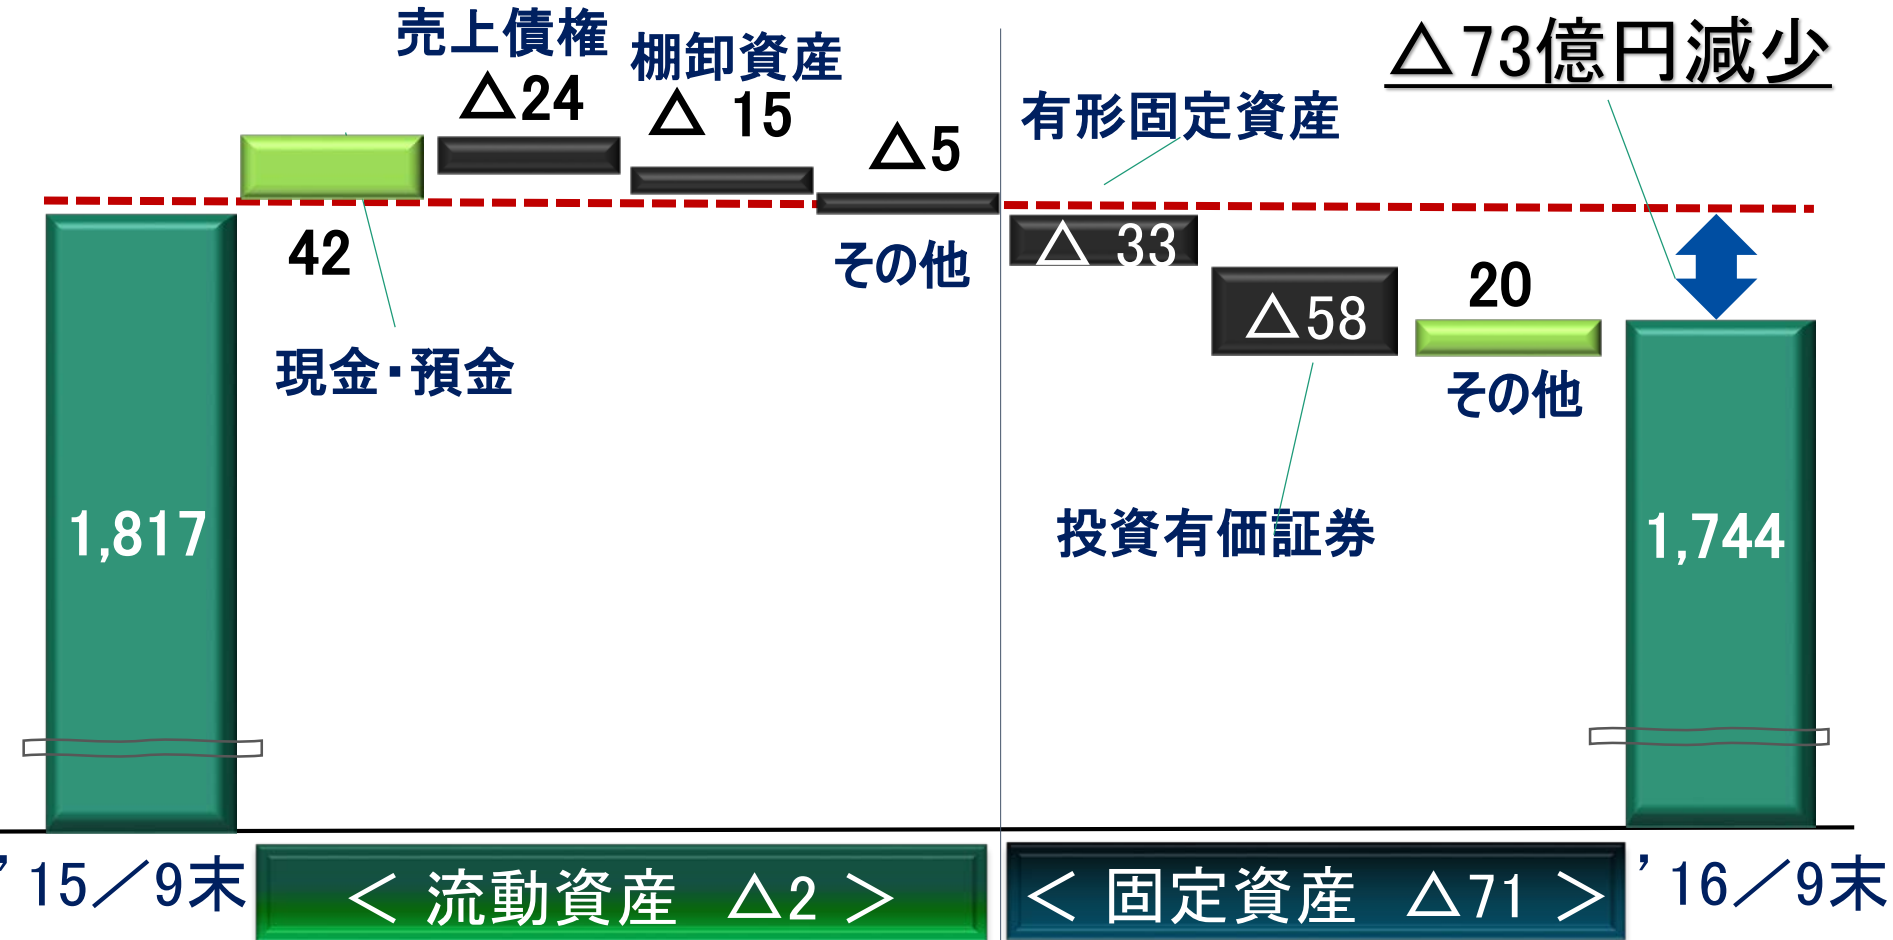 売上債権
△24
棚卸資産
△ 15
△5
その他
42
現金・預金
1,817
有形固定資産
△ 33
△58
投資有価証券
20
その他
△73億円減少
1,744
’15／9末
＜ 流動資産 △2 ＞
＜ 固定資産 △71 ＞
’16／9末